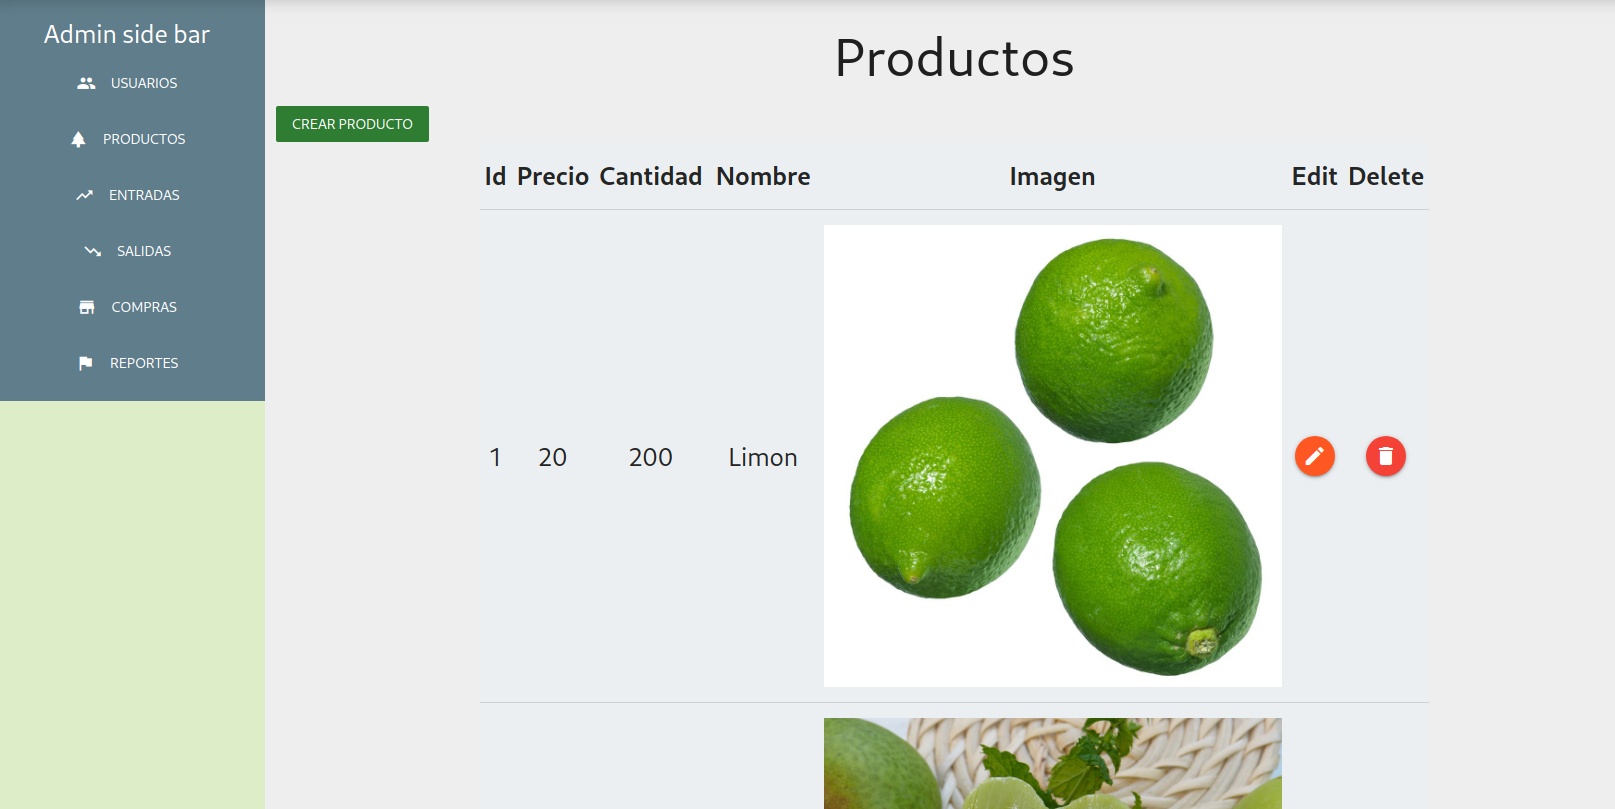 Admin side bar
USUARIOS
PRODUCTOS
ENTRADAS
SALIDAS
COMPRAS
REPORTES
Productos
CREAR PRODUCTO
Id Precio Cantidad Nombre Imagen Edit Delete
1 20 200 Limon